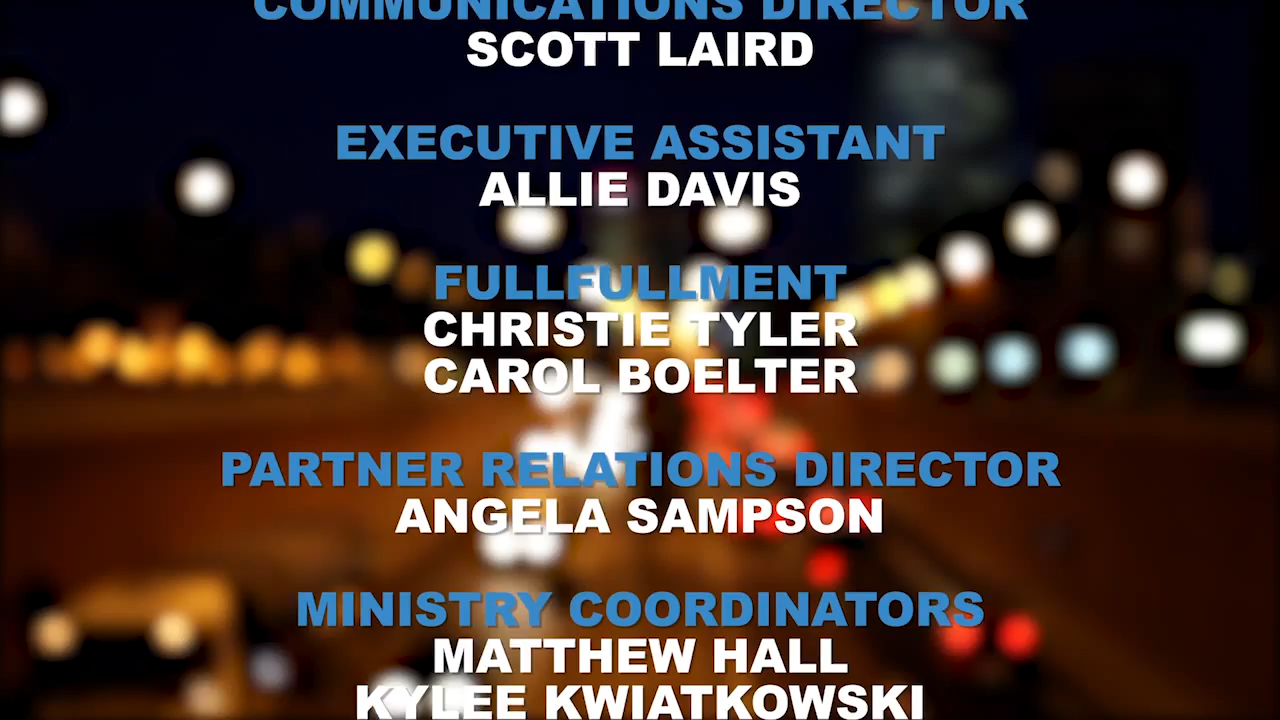 COMMUNICATIONS DIRECTOR
SCOTT LAIRD
EXECUTIVE ASSISTANT
ALLIE DAVIS
FULLFULLMENT
CHRISTIE TYLER
CAROL BOELTER
PARTNER RELATIONS DIRECTOR
ANGELA SAMPSON
MINISTRY COORDINATORS
MATTHEW HALL
KYLEE KWIATKOWSKI